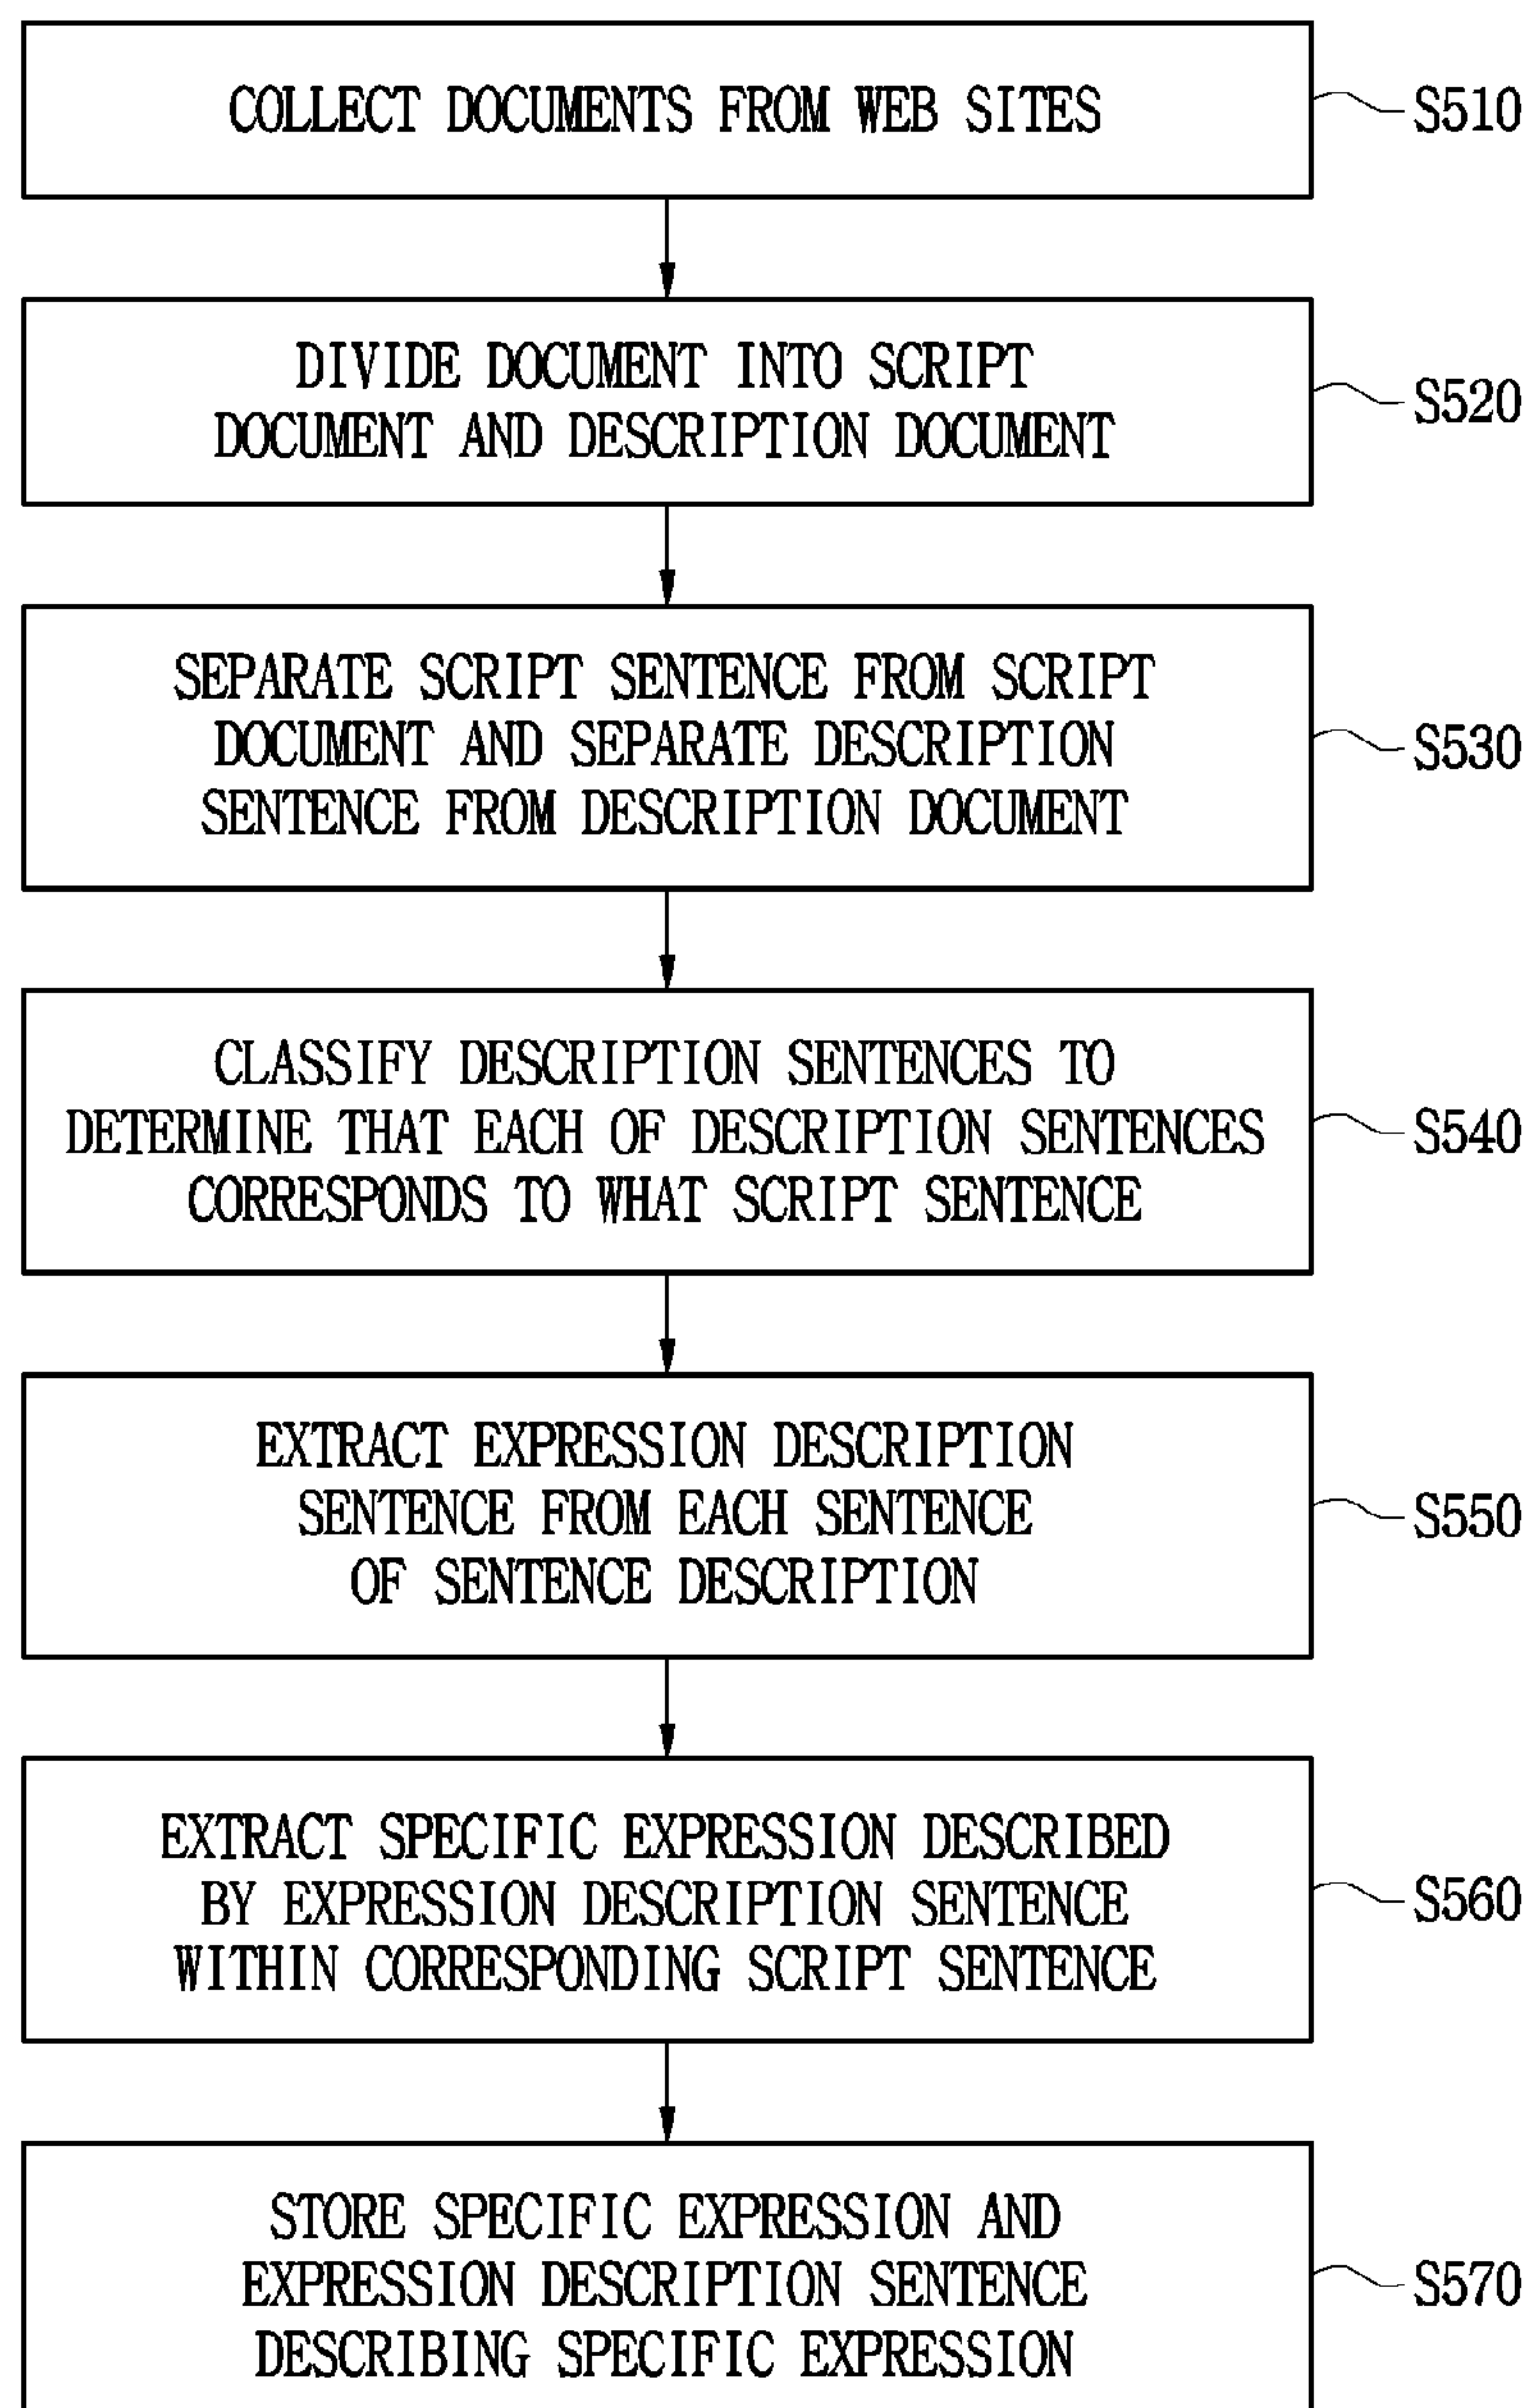 COLLECT DOCUMENTS FROM WEB SITES
S510
DIVIDE DOCUMENT INTO SCRIPT
DOCUMENT AND DESCRIPTION DOCUMENT
S520
SEPARATE SCRIPT SENTENCE FROM SCRIPT
DOCUMENT AND SEPARATE DESCRIPTION
SENTENCE FROM DESCRIPTION DOCUMENT
S530
CLASSIFY DESCRIPTION SENTENCES TO
DETERMINE THAT EACH OF DESCRIPTION SENTENCES
CORRESPONDS TO WHAT SCRIPT SENTENCE
S540
EXTRACT EXPRESSION DESCRIPTION
SENTENCE FROM EACH SENTENCE
OF SENTENCE DESCRIPTION
S550
EXTRACT SPECIFIC EXPRESSION DESCRIBED
BY EXPRESSION DESCRIPTION SENTENCE
WITHIN CORRESPONDING SCRIPT SENTENCE
S560
STORE SPECIFIC EXPRESSION AND
EXPRESSION DESCRIPTION SENTENCE
DESCRIBING SPECIFIC EXPRESSION
S570